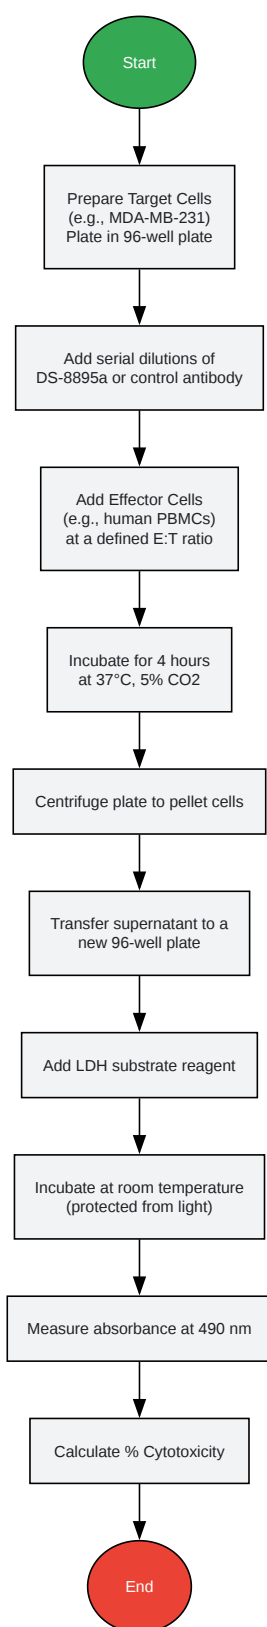 Start
Prepare Target Cells
(e.g., MDA-MB-231)
Plate in 96-well plate
Add serial dilutions of
DS-8895a or control antibody
Add Effector Cells
(e.g., human PBMCs)
at a defined E:T ratio
Incubate for 4 hours
at 37°C, 5% CO2
Centrifuge plate to pellet cells
Transfer supernatant to a
new 96-well plate
Add LDH substrate reagent
Incubate at room temperature
(protected from light)
Measure absorbance at 490 nm
Calculate % Cytotoxicity
End